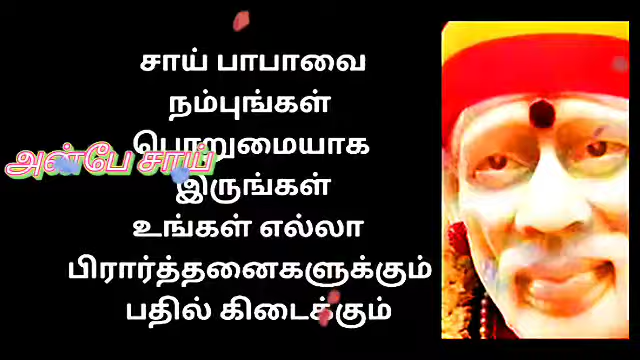 சாய் பாபாவை
நம்புங்கள்
பொறுமையாக
அன்பே சாய்
இருங்கள்
உங்கள் எல்லா
பிரார்த்தனைகளுக்கும்
பதில் கிடைக்கும்